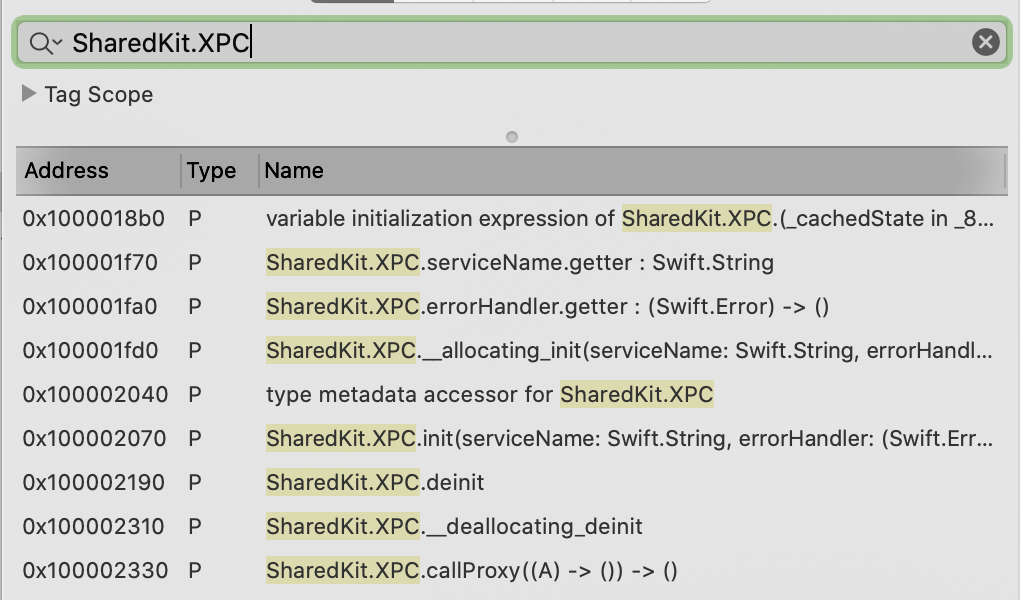 SharedKit.XPC
Tag Scope
Address Type Name
0x1000018b0 P variable initialization expression of SharedKit.XPC.(_cachedState in _8...
0x100001f70 P SharedKit.XPC.serviceName.getter : Swift.String
0x100001fa0 P SharedKit.XPC.errorHandler.getter : (Swift.Error) -> ()
0x100001fd0 P SharedKit.XPC.__allocating_init(serviceName: Swift.String, errorHandl...
0x100002040 P type metadata accessor for SharedKit.XPC
0x100002070 P SharedKit.XPC.init(serviceName: Swift.String, errorHandler: (Swift.Err...
0x100002190 P SharedKit.XPC.deinit
0x100002310 P SharedKit.XPC.__deallocating_deinit
0x100002330 P SharedKit.XPC.callProxy((A) -> ()) -> ()